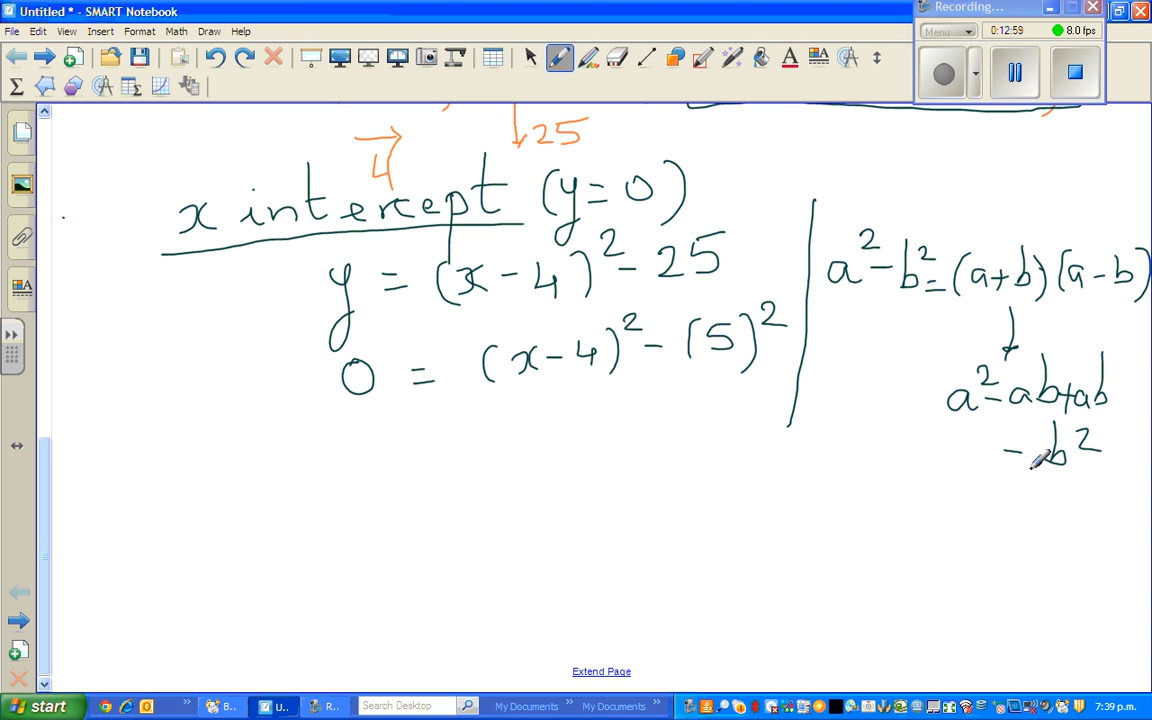 Untitled * - SMART Notebook
Recording...
File Edit View Insert Format Math Draw Help
Menu
0:12:59
8.0 fps
4
25
x intercept (y=0)
y = (x-4)² - 25
0 = (x-4)² - (5)²
a²-b²=(a+b)(a-b)
a²-ab+ab
-b²
Extend Page
start
B...
U...
R...
Search Desktop
My Documents
My Documents
7:39 p.m.